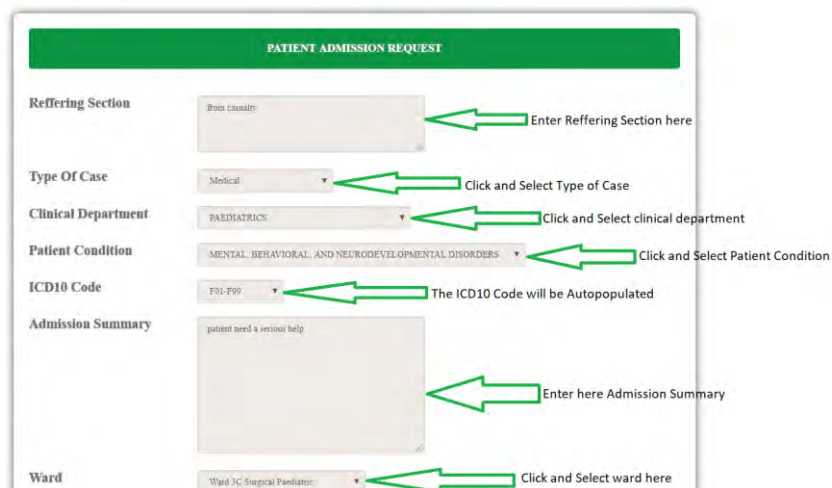 PATIENT ADMISSION REQUEST
Reffering Section
from casualty
Enter Reffering Section here
Type Of Case
Medical
Click and Select Type of Case
Clinical Department
PAEDIATRICS
Click and Select clinical department
Patient Condition
MENTAL, BEHAVIORAL, AND NEURODEVELOPMENTAL DISORDERS
Click and Select Patient Condition
ICD10 Code
F01-F99
The ICD10 Code will be Autopopulated
Admission Summary
patient need a serious help
Enter here Admission Summary
Ward
Ward 3C Surgical Paediatric
Click and Select ward here